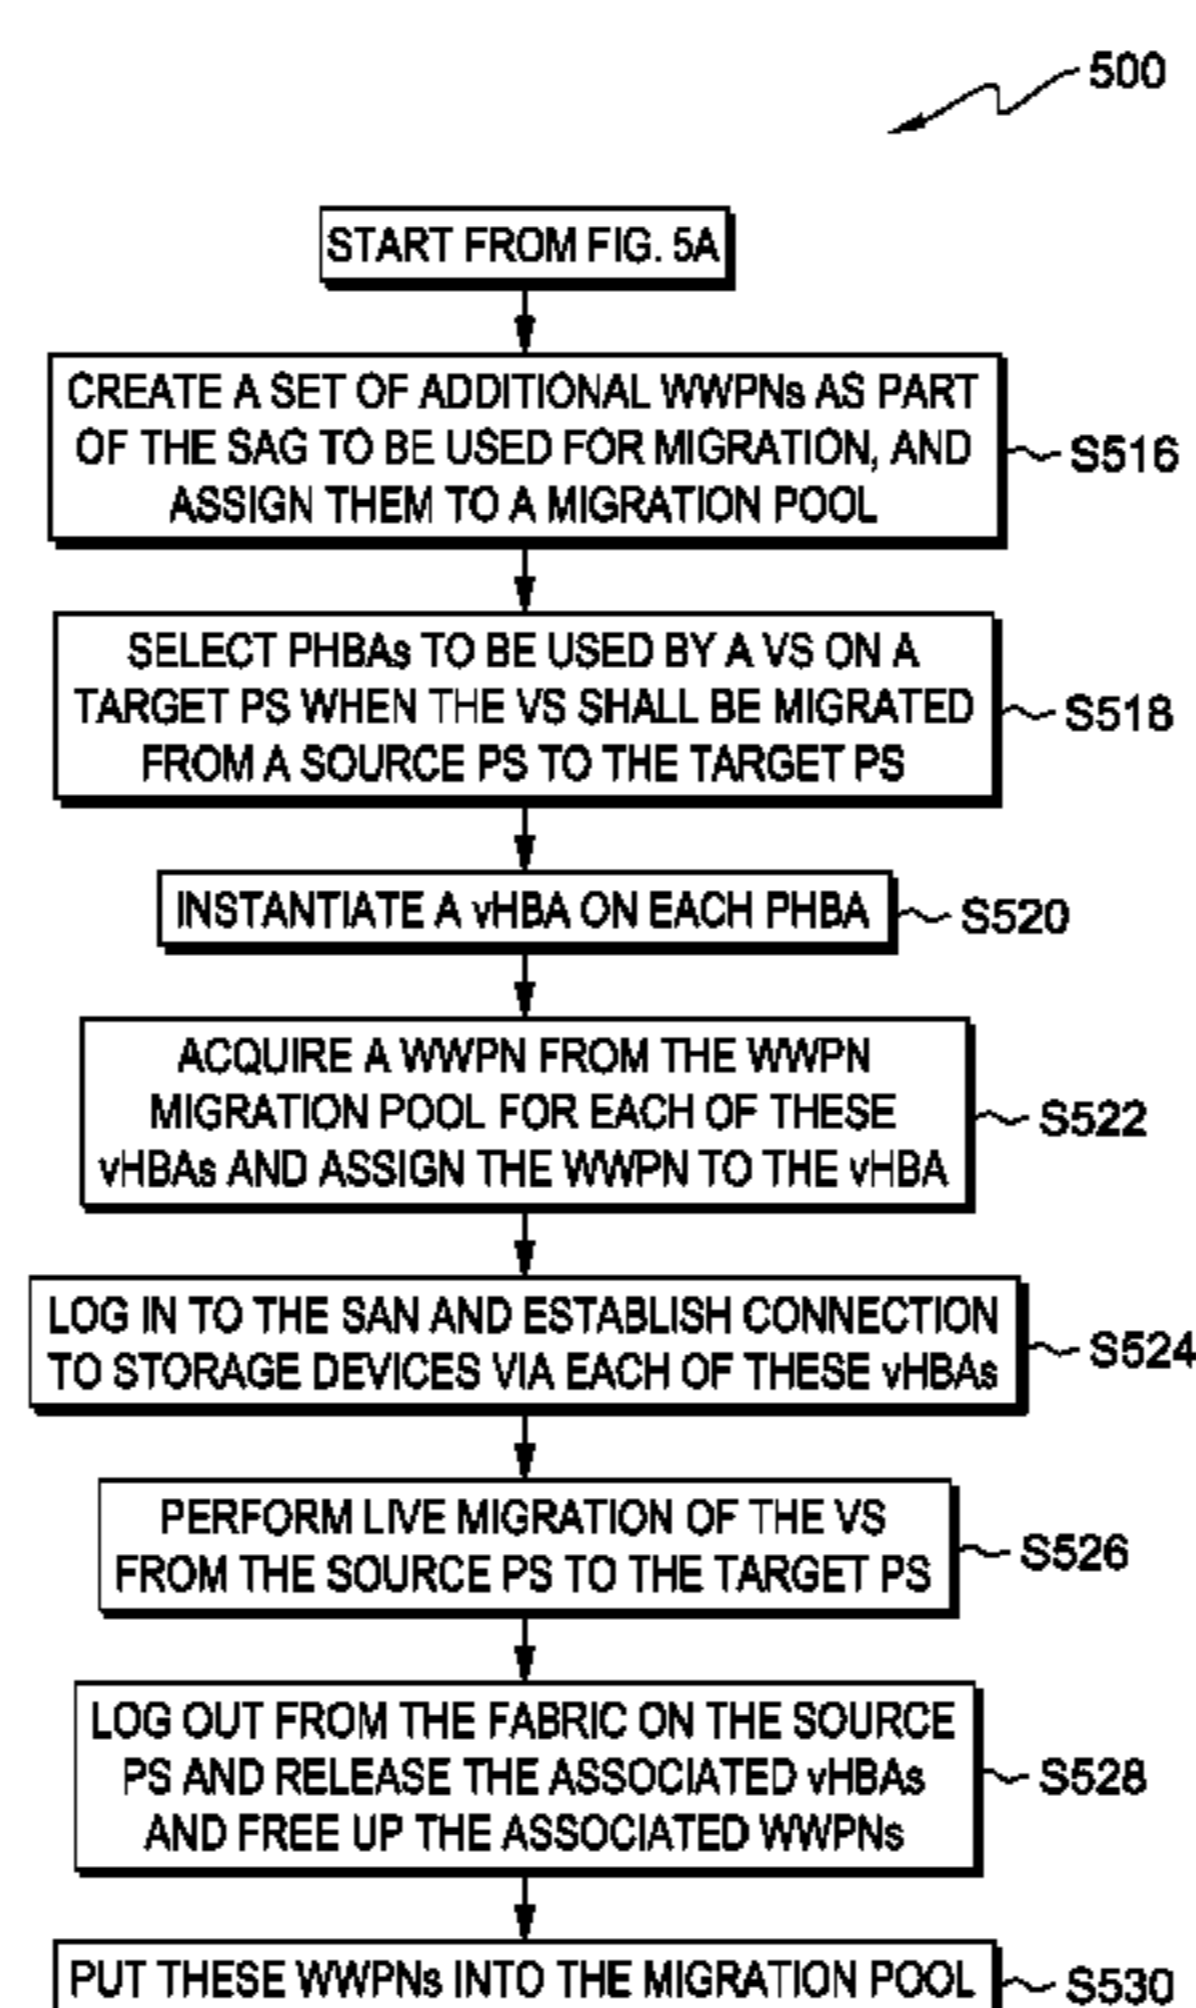 500
START FROM FIG. 5A
CREATE A SET OF ADDITIONAL WWPNs AS PART
OF THE SAG TO BE USED FOR MIGRATION, AND
ASSIGN THEM TO A MIGRATION POOL
S516
SELECT PHBAs TO BE USED BY A VS ON A
TARGET PS WHEN THE VS SHALL BE MIGRATED
FROM A SOURCE PS TO THE TARGET PS
S518
INSTANTIATE A vHBA ON EACH PHBA
S520
ACQUIRE A WWPN FROM THE WWPN
MIGRATION POOL FOR EACH OF THESE
vHBAs AND ASSIGN THE WWPN TO THE vHBA
S522
LOG IN TO THE SAN AND ESTABLISH CONNECTION
TO STORAGE DEVICES VIA EACH OF THESE vHBAs
S524
PERFORM LIVE MIGRATION OF THE VS
FROM THE SOURCE PS TO THE TARGET PS
S526
LOG OUT FROM THE FABRIC ON THE SOURCE
PS AND RELEASE THE ASSOCIATED vHBAs
AND FREE UP THE ASSOCIATED WWPNs
S528
PUT THESE WWPNs INTO THE MIGRATION POOL
S530